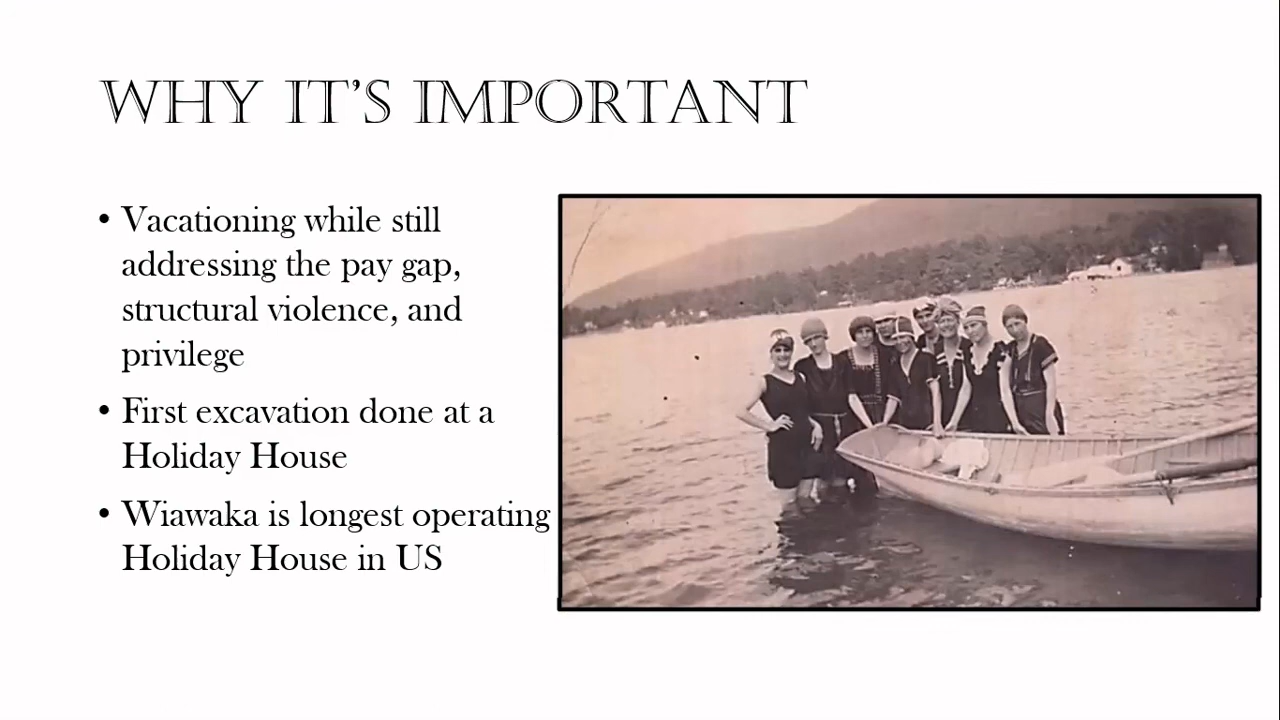 WHY IT'S IMPORTANT
• Vacationing while still
addressing the pay gap,
structural violence, and
privilege
• First excavation done at a
Holiday House
• Wiawaka is longest operating
Holiday House in US